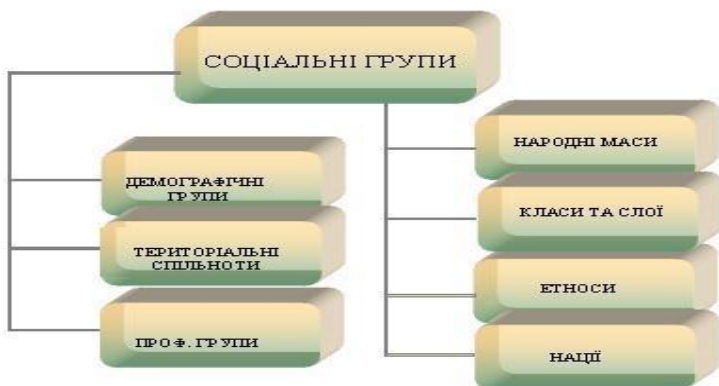 СОЦІАЛЬНІ ГРУПИ
ДЕМОГРАФІЧНІ
ГРУПИ
ТЕРИТОРІАЛЬНІ
СПІЛЬНОТИ
ПРОФ. ГРУПИ
НАРОДНІ МАСИ
КЛАСИ ТА СЛОЇ
ЕТНОСИ
НАЦІЇ